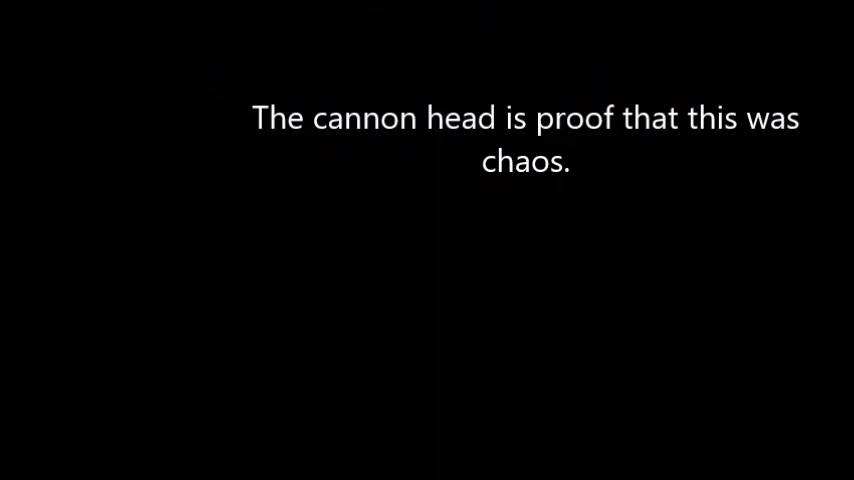 The cannon head is proof that this was
chaos.